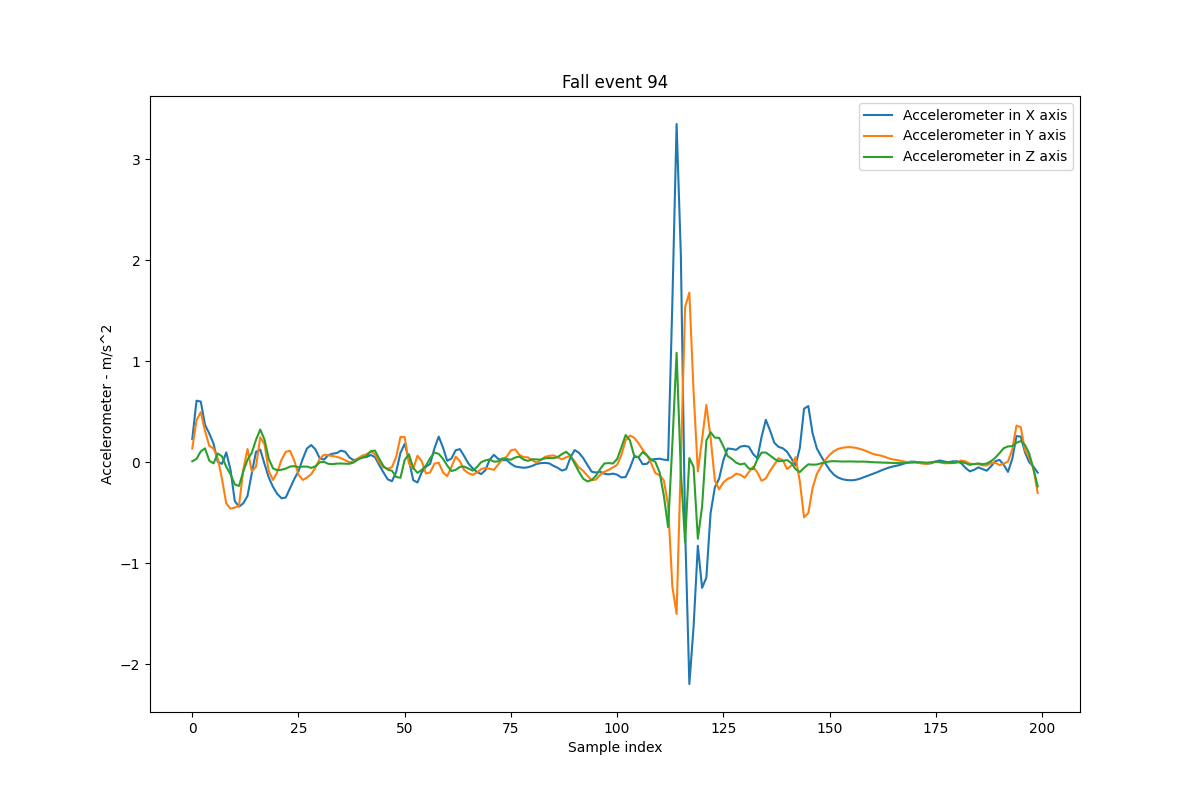 Fall event 94
Accelerometer in X axis
Accelerometer in Y axis
Accelerometer in Z axis
Accelerometer - m/s^2
3
2
1
0
−1
−2
0 25 50 75 100 125 150 175 200
Sample index